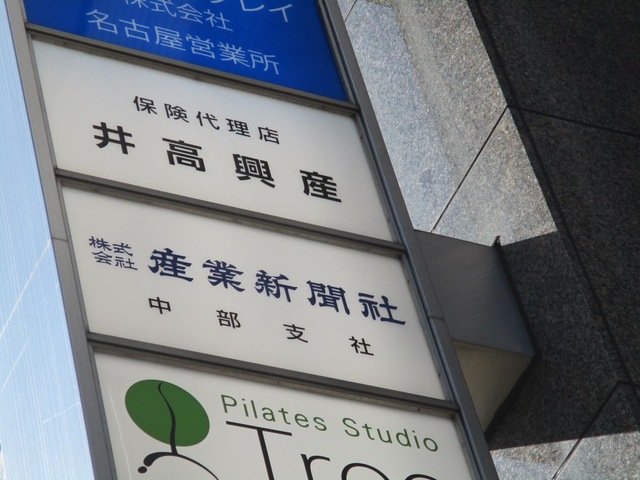 株式会社
名古屋営業所
保険代理店
井高興産
株式会社 産業新聞社
中部支社
Pilates Studio
Tree